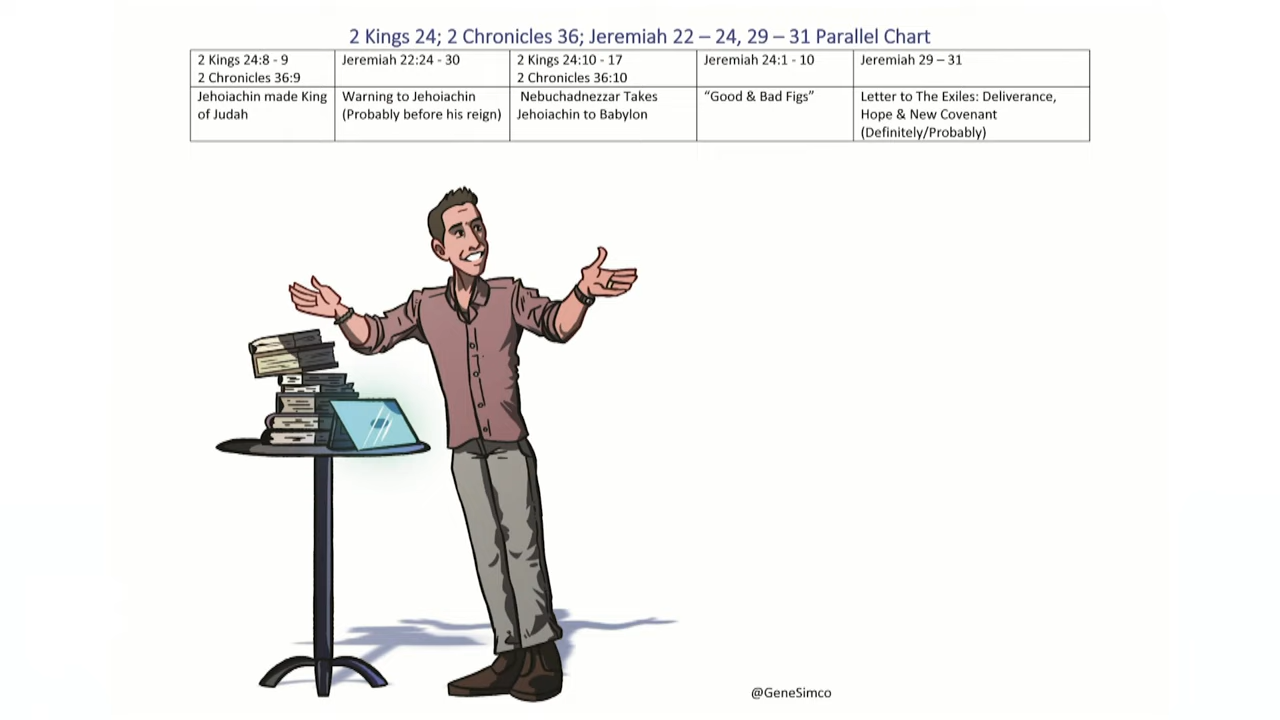 2 Kings 24; 2 Chronicles 36; Jeremiah 22 – 24, 29 – 31 Parallel Chart
2 Kings 24:8 - 9
2 Chronicles 36:9
Jeremiah 22:24 - 30
2 Kings 24:10 - 17
2 Chronicles 36:10
Jeremiah 24:1 - 10
Jeremiah 29 – 31
Jehoiachin made King
of Judah
Warning to Jehoiachin
(Probably before his reign)
Nebuchadnezzar Takes
Jehoiachin to Babylon
“Good & Bad Figs”
Letter to The Exiles: Deliverance,
Hope & New Covenant
(Definitely/Probably)
@GeneSimco